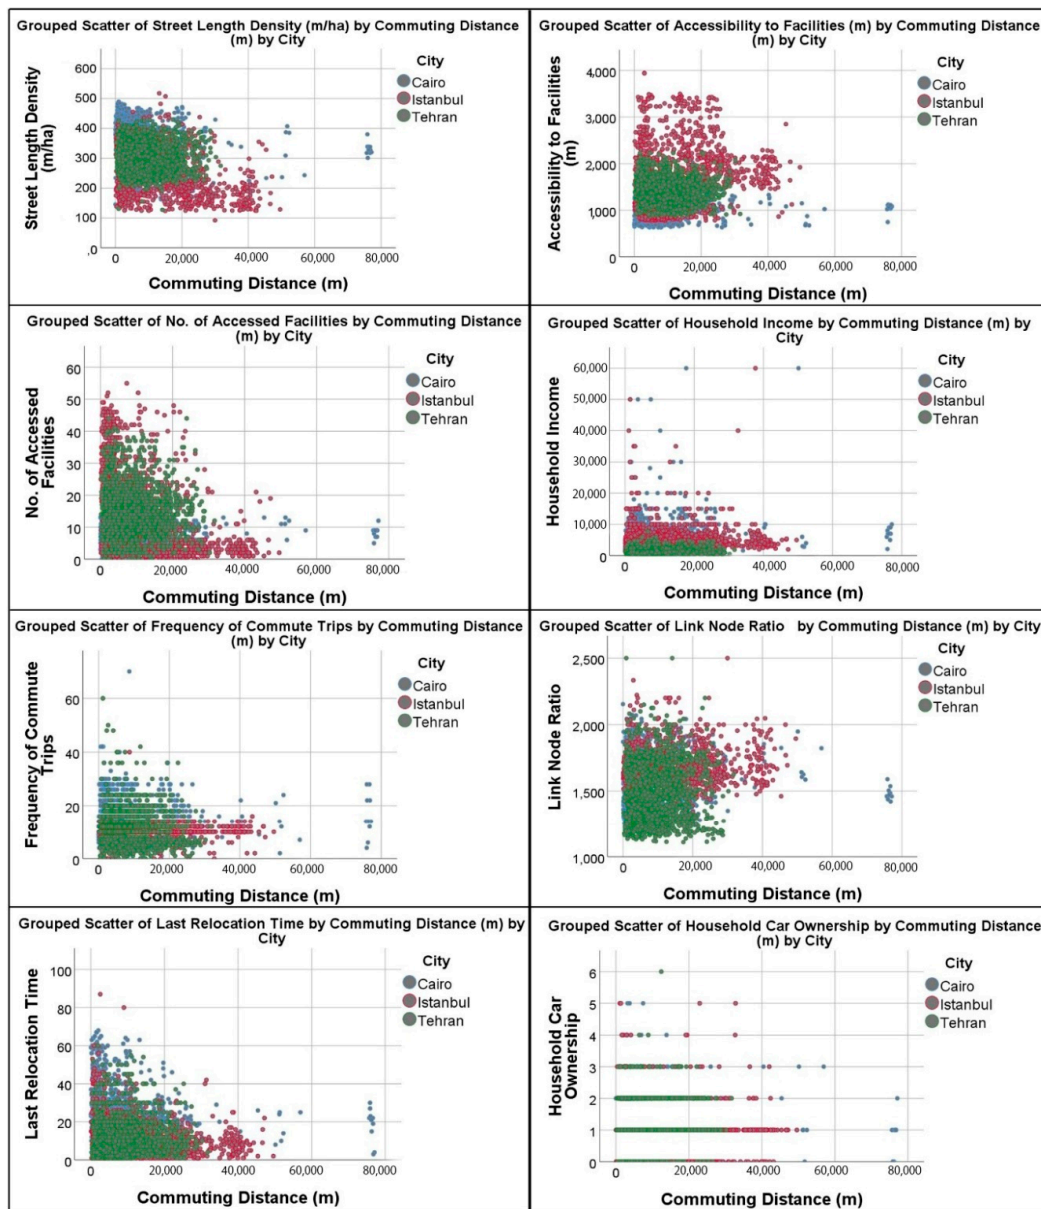 Grouped Scatter of Street Length Density (m/ha) by Commuting Distance
(m) by City
City
Cairo
Istanbul
Tehran
Street Length Density
(m/ha)
600
500
400
300
200
100
,0
0
20,000
40,000
60,000
80,000
Commuting Distance (m)
Grouped Scatter of Accessibility to Facilities (m) by Commuting Distance
(m) by City
City
Cairo
Istanbul
Tehran
Accessibility to Facilities
(m)
4,000
3,000
2,000
1,000
0
0
20,000
40,000
60,000
80,000
Commuting Distance (m)
Grouped Scatter of No. of Accessed Facilities by Commuting Distance
(m) by City
City
Cairo
Istanbul
Tehran
No. of Accessed
Facilities
60
50
40
30
20
10
0
0
20,000
40,000
60,000
80,000
Commuting Distance (m)
Grouped Scatter of Household Income by Commuting Distance (m) by
City
City
Cairo
Istanbul
Tehran
Household Income
60,000
50,000
40,000
30,000
20,000
10,000
0
0
20,000
40,000
60,000
80,000
Commuting Distance (m)
Grouped Scatter of Frequency of Commute Trips by Commuting Distance
(m) by City
City
Cairo
Istanbul
Tehran
Frequency of Commute
Trips
60
40
20
0
0
20,000
40,000
60,000
80,000
Commuting Distance (m)
Grouped Scatter of Link Node Ratio by Commuting Distance (m) by City
City
Cairo
Istanbul
Tehran
Link Node Ratio
2,500
2,000
1,500
1,000
0
20,000
40,000
60,000
80,000
Commuting Distance (m)
Grouped Scatter of Last Relocation Time by Commuting Distance (m) by
City
City
Cairo
Istanbul
Tehran
Last Relocation Time
100
80
60
40
20
0
0
20,000
40,000
60,000
80,000
Commuting Distance (m)
Grouped Scatter of Household Car Ownership by Commuting Distance
(m) by City
City
Cairo
Istanbul
Tehran
Household Car
Ownership
6
5
4
3
2
1
0
0
20,000
40,000
60,000
80,000
Commuting Distance (m)